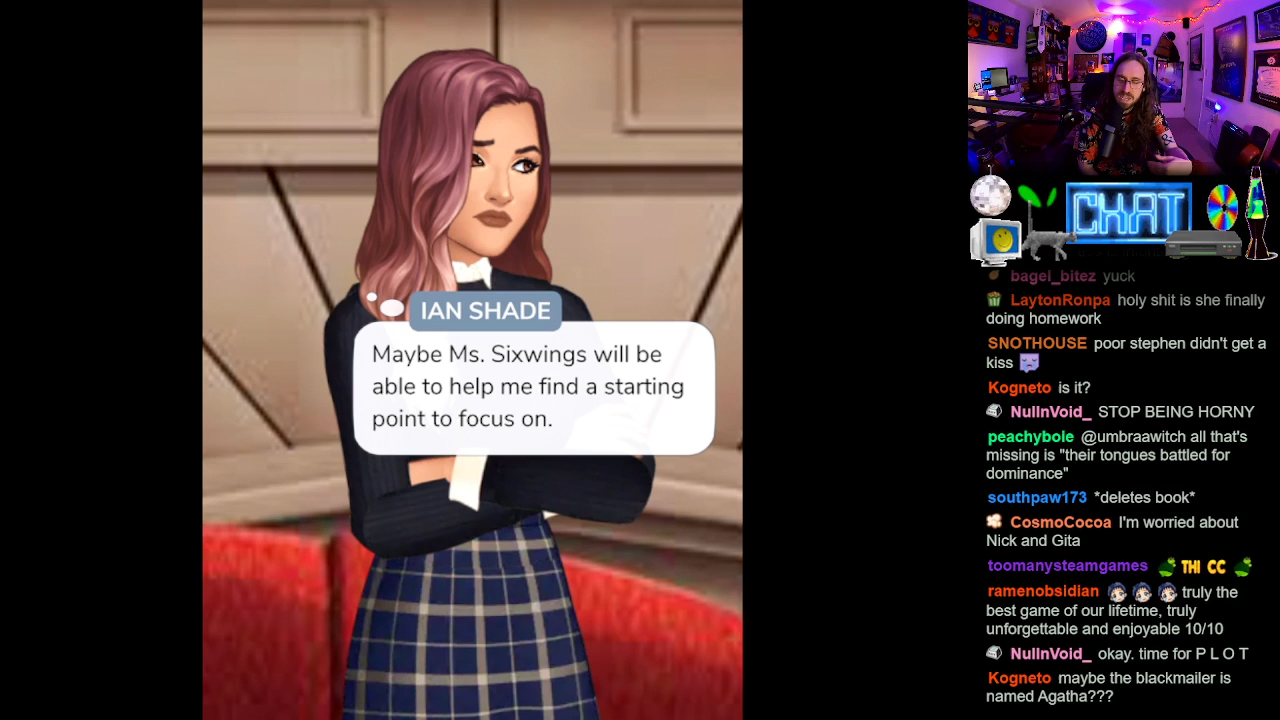 IAN SHADE
Maybe Ms. Sixwings will be
able to help me find a starting
point to focus on.
CHAT
bagel_bitez yuck
LaytonRonpa holy shit is she finally
doing homework
SNOTHOUSE poor stephen didn't get a
kiss
Kogneto is it?
NullnVoid_ STOP BEING HORNY
peachybole @umbraawitch all that's
missing is "their tongues battled for
dominance"
southpaw173 *deletes book*
CosmoCocoa I'm worried about
Nick and Gita
toomanysteamgames THI CC
ramenobsidian truly the
best game of our lifetime, truly
unforgettable and enjoyable 10/10
NullnVoid_ okay. time for P L O T
Kogneto maybe the blackmailer is
named Agatha???